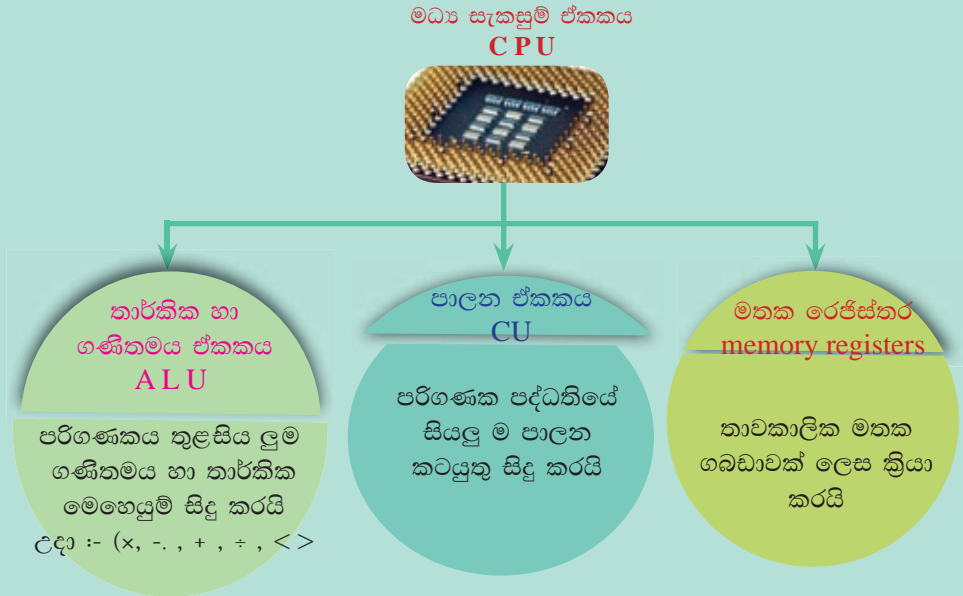 මධ්‍ය සැකසුම් ඒකකය
CPU
තාර්කික හා
ගණිතමය ඒකකය
ALU
පරිගණකය තුළසිය ලුම
ගණිතමය හා තාර්කික
මෙහෙයුම් සිදු කරයි
උදා :- (×, -. , + , ÷ , < >
පාලන ඒකකය
CU
පරිගණක පද්ධතියේ
සියලු ම පාලන
කටයුතු සිදු කරයි
මතක රෙජිස්තර
memory registers
තාවකාලික මතක
ගබඩාවක් ලෙස ක්‍රියා
කරයි